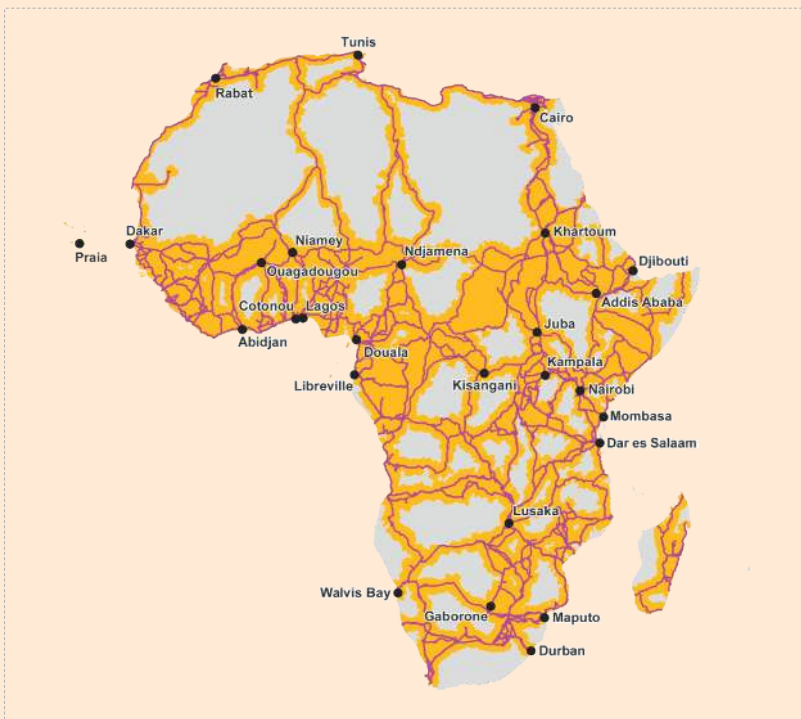 Tunis
Rabat
Cairo
Dakar
Praia
Niamey
Ndjamena
Khartoum
Djibouti
Ouagadougou
Addis Ababa
Cotonou
Lagos
Abidjan
Juba
Douala
Kampala
Libreville
Kisangani
Nairobi
Mombasa
Dar es Salaam
Lusaka
Walvis Bay
Gaborone
Maputo
Durban